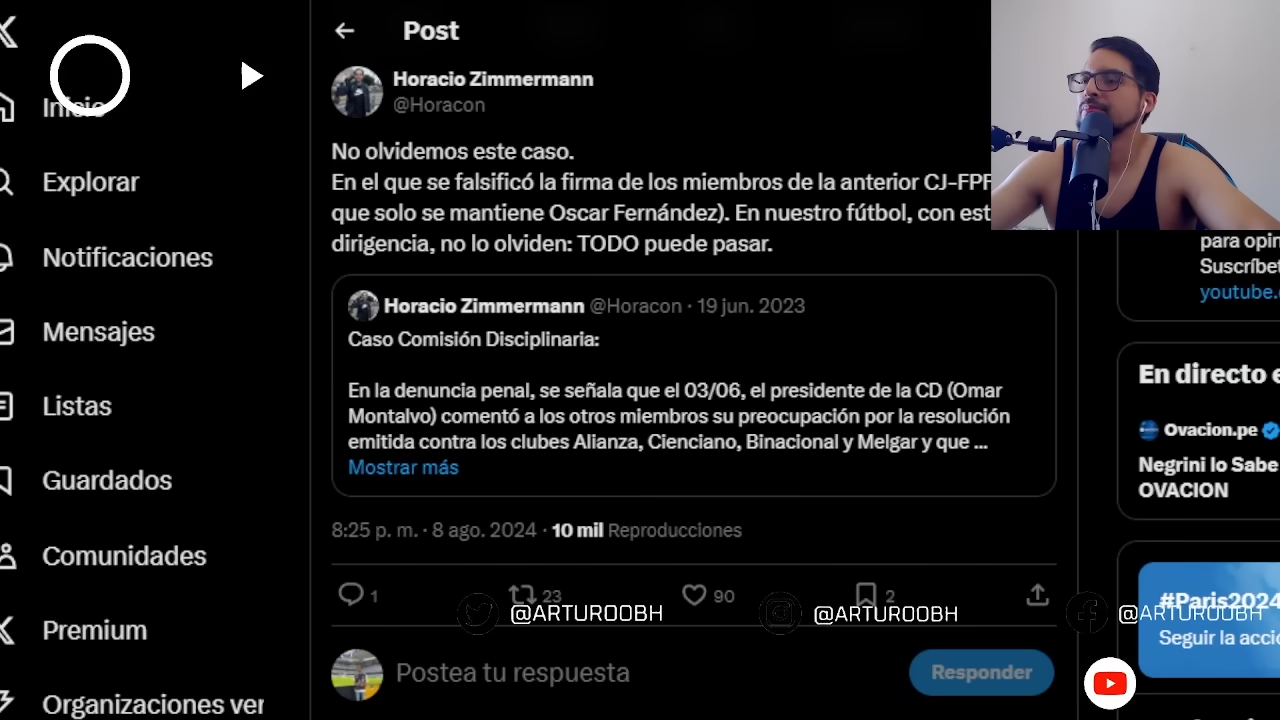 Post
Inicio
Explorar
Notificaciones
Mensajes
Listas
Guardados
Comunidades
Premium
Organizaciones ver
Horacio Zimmermann
@Horacon
No olvidemos este caso.
En el que se falsificó la firma de los miembros de la anterior CJ-FPF
que solo se mantiene Oscar Fernández). En nuestro fútbol, con est
dirigencia, no lo olviden: TODO puede pasar.
Horacio Zimmermann @Horacon · 19 jun. 2023
Caso Comisión Disciplinaria:
En la denuncia penal, se señala que el 03/06, el presidente de la CD (Omar
Montalvo) comentó a los otros miembros su preocupación por la resolución
emitida contra los clubes Alianza, Cienciano, Binacional y Melgar y que ...
Mostrar más
8:25 p. m. · 8 ago. 2024 · 10 mil Reproducciones
1 23 90 2
@ARTUROOBH @ARTUROOBH @ARTUROOBH
Postea tu respuesta
Responder
para opin
Suscríbet
youtube.c
En directo e
Ovacion.pe
Negrini lo Sabe
OVACION
#Paris2024
Seguir la acció